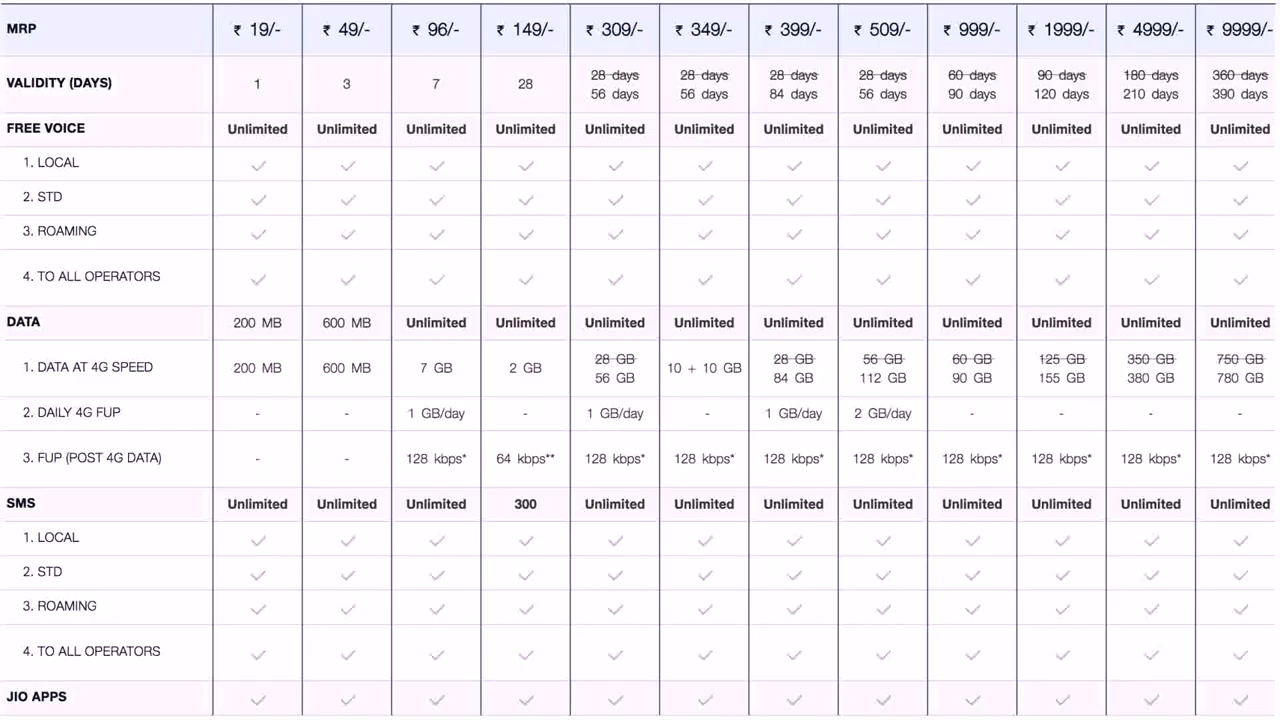 MRP ₹ 19/- ₹ 49/- ₹ 96/- ₹ 149/- ₹ 309/- ₹ 349/- ₹ 399/- ₹ 509/- ₹ 999/- ₹ 1999/- ₹ 4999/- ₹ 9999/-
VALIDITY (DAYS) 1 3 7 28 28 days 28 days 28 days 28 days 60 days 90 days 180 days 360 days
56 days 56 days 84 days 56 days 90 days 120 days 210 days 390 days
FREE VOICE Unlimited Unlimited Unlimited Unlimited Unlimited Unlimited Unlimited Unlimited Unlimited Unlimited Unlimited Unlimited
1. LOCAL
2. STD
3. ROAMING
4. TO ALL OPERATORS
DATA 200 MB 600 MB Unlimited Unlimited Unlimited Unlimited Unlimited Unlimited Unlimited Unlimited Unlimited Unlimited
1. DATA AT 4G SPEED 200 MB 600 MB 7 GB 2 GB 28 GB 10 + 10 GB 28 GB 56 GB 60 GB 125 GB 350 GB 750 GB
56 GB 84 GB 112 GB 90 GB 155 GB 380 GB 780 GB
2. DAILY 4G FUP - - 1 GB/day - 1 GB/day - 1 GB/day 2 GB/day - - - -
3. FUP (POST 4G DATA) - - 128 kbps* 64 kbps** 128 kbps* 128 kbps* 128 kbps* 128 kbps* 128 kbps* 128 kbps* 128 kbps* 128 kbps*
SMS Unlimited Unlimited Unlimited 300 Unlimited Unlimited Unlimited Unlimited Unlimited Unlimited Unlimited Unlimited
1. LOCAL
2. STD
3. ROAMING
4. TO ALL OPERATORS
JIO APPS